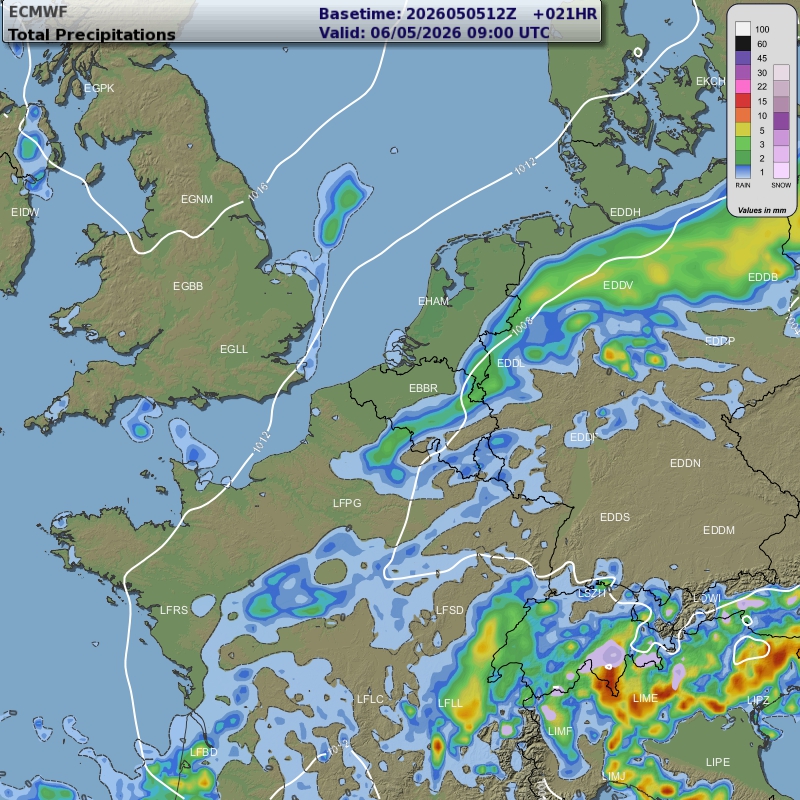 ECMWF
Total Precipitations
Basetime: 2026050512Z +021HR
Valid: 06/05/2026 09:00 UTC
100
60
45
30
22
15
10
5
3
2
1
RAIN
SNOW
Values in mm
EGPK
EKCH
1012
1016
EGNM
EIDW
EDDH
EGBB
EDDV
EDDB
EHAM
1008
EDDP
EGLL
EDDL
EBBR
1012
EDDF
EDDN
LFPG
EDDS
EDDM
LSZH
LOWI
LFRS
LFSD
LFLC
LFLL
LIME
LIPZ
LIMF
LFBD
1012
LIPE
LIMJ